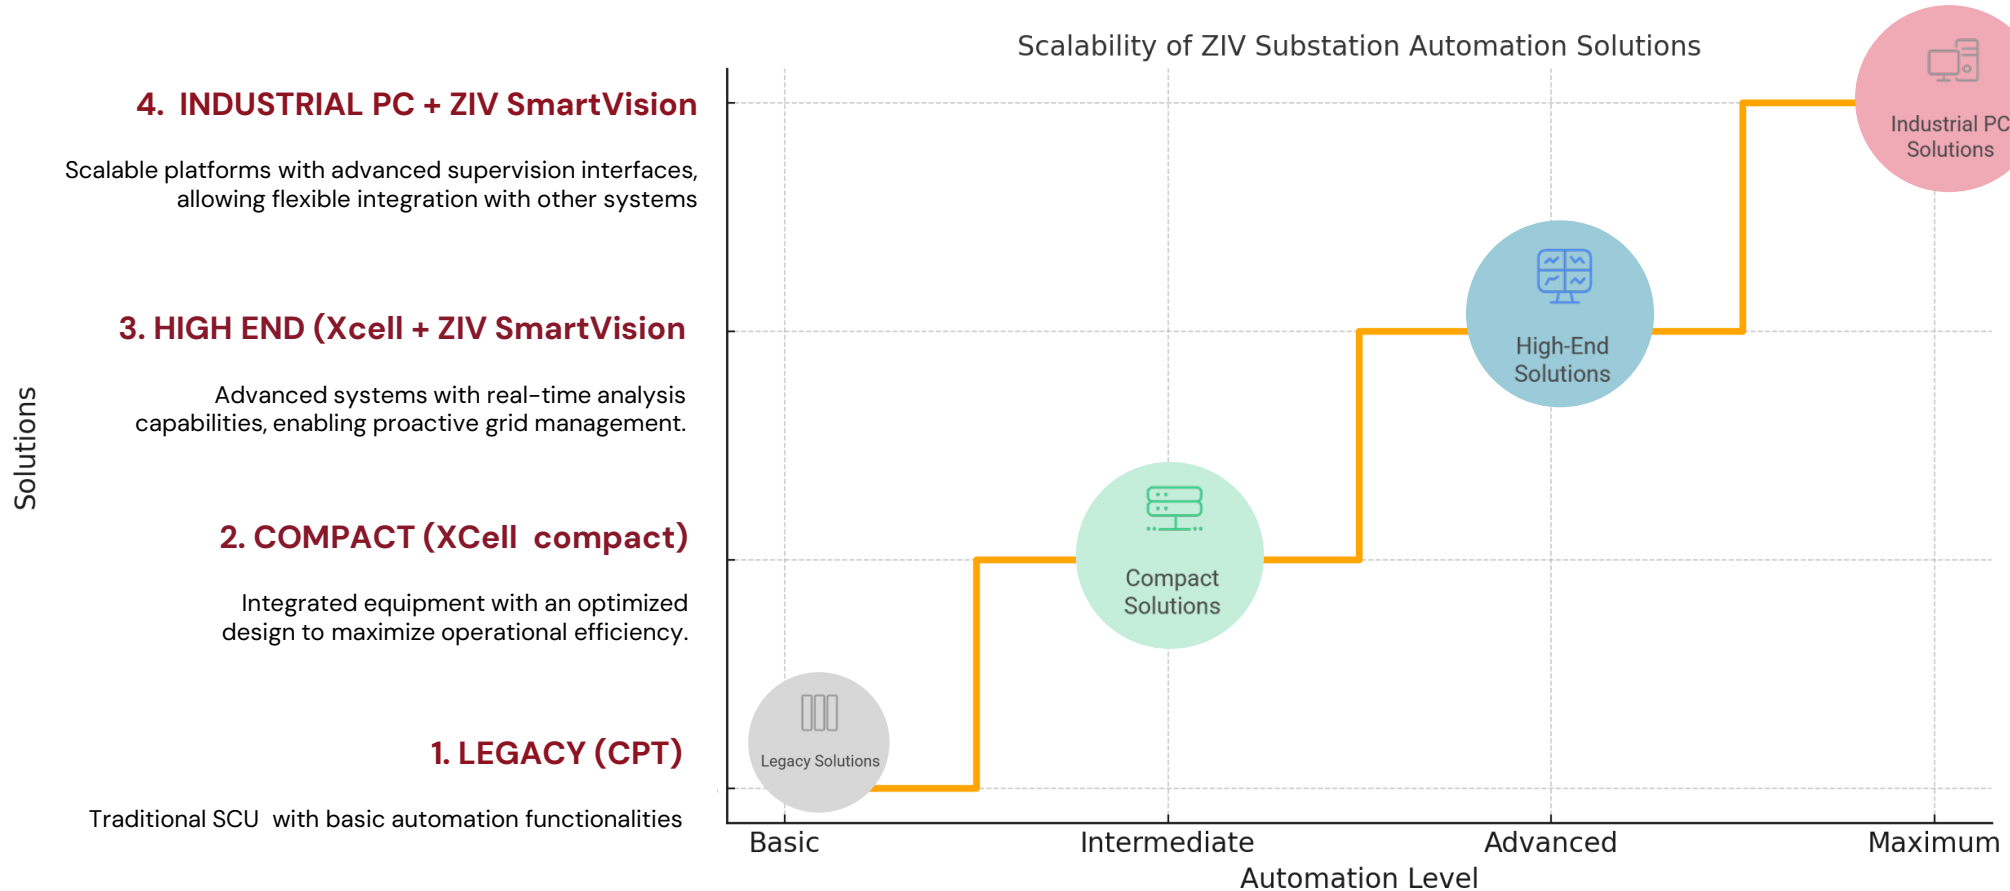 Scalability of ZIV Substation Automation Solutions
4. INDUSTRIAL PC + ZIV SmartVision
Scalable platforms with advanced supervision interfaces,
allowing flexible integration with other systems
Industrial PC
Solutions
3. HIGH END (Xcell + ZIV SmartVision
Advanced systems with real-time analysis
capabilities, enabling proactive grid management.
High-End
Solutions
Solutions
2. COMPACT (XCell compact)
Integrated equipment with an optimized
design to maximize operational efficiency.
Compact
Solutions
1. LEGACY (CPT)
Traditional SCU with basic automation functionalities
Legacy Solutions
Basic Intermediate Advanced Maximum
Automation Level